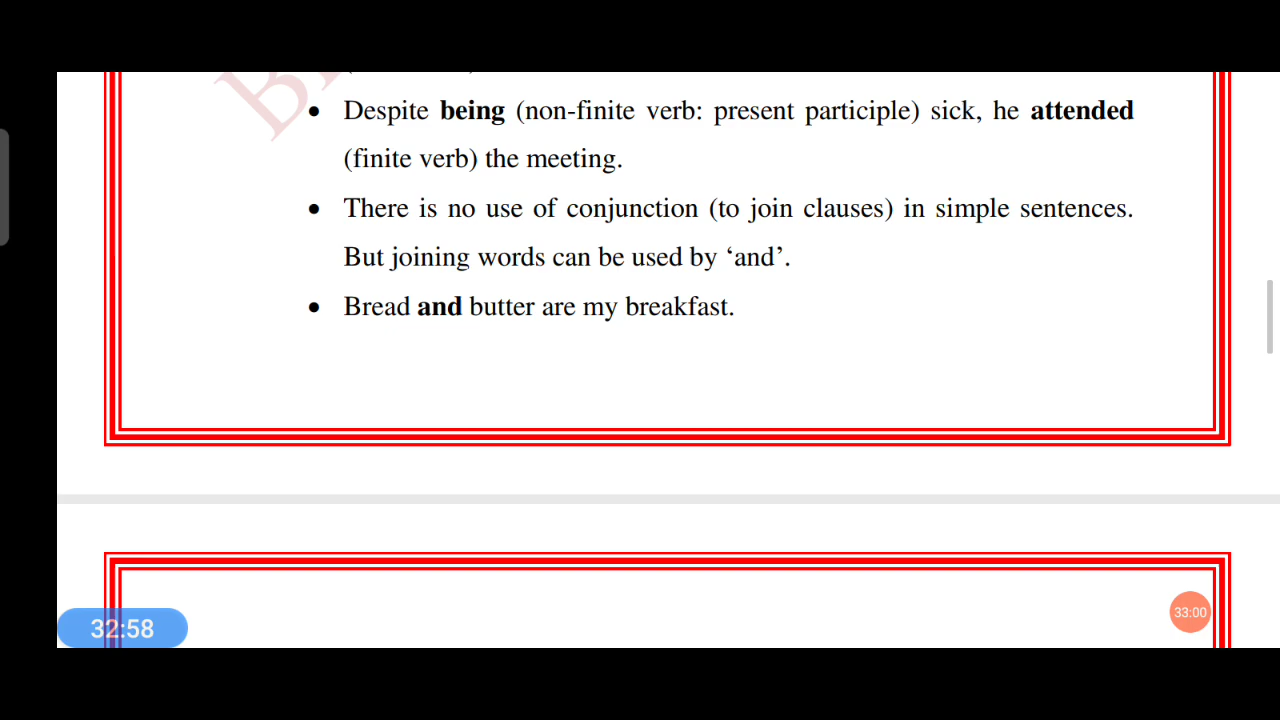 • Despite being (non-finite verb: present participle) sick, he attended
(finite verb) the meeting.
• There is no use of conjunction (to join clauses) in simple sentences.
But joining words can be used by ‘and’.
• Bread and butter are my breakfast.
33:00
32:58